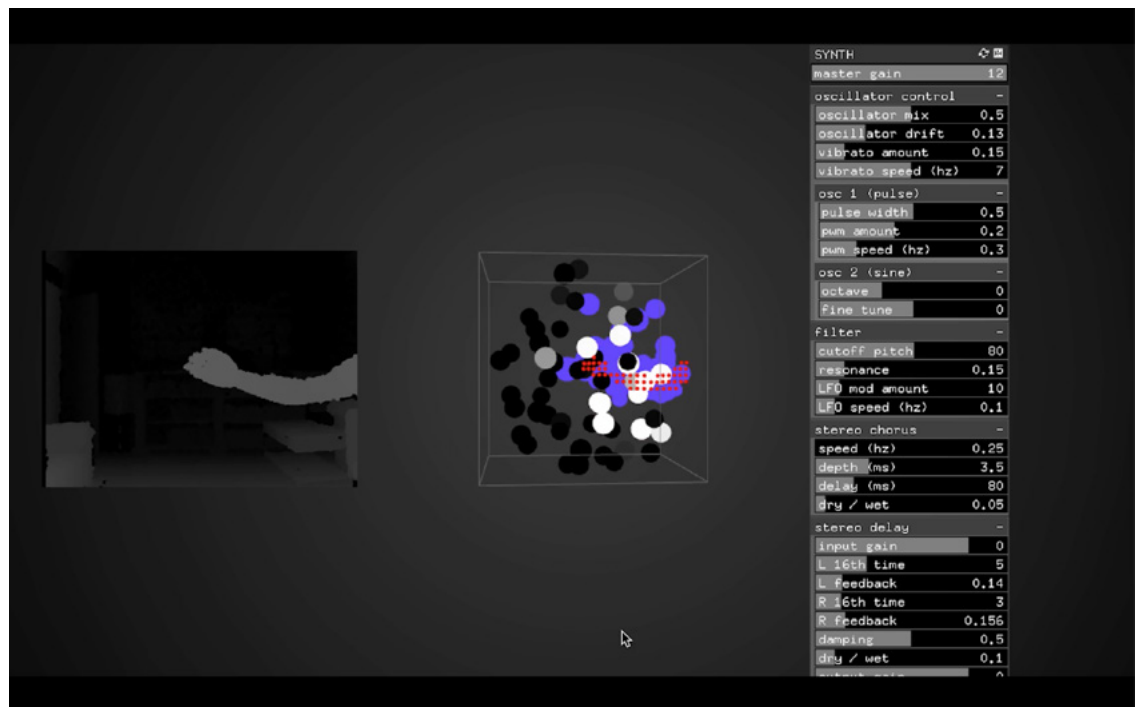 SYNTH
master gain 12
oscillator control -
oscillator mix 0.5
oscillator drift 0.13
vibrato amount 0.15
vibrato speed (hz) 7
osc 1 (pulse) -
pulse width 0.5
pwm amount 0.2
pwm speed (hz) 0.3
osc 2 (sine) -
octave 0
fine tune 0
filter -
cutoff pitch 80
resonance 0.15
LFO mod amount 10
LFO speed (hz) 0.1
stereo chorus -
speed (hz) 0.25
depth (ms) 3.5
delay (ms) 80
dry / wet 0.05
stereo delay -
input gain 0
L 16th time 5
L feedback 0.14
R 16th time 3
R feedback 0.156
damping 0.5
dry / wet 0.1